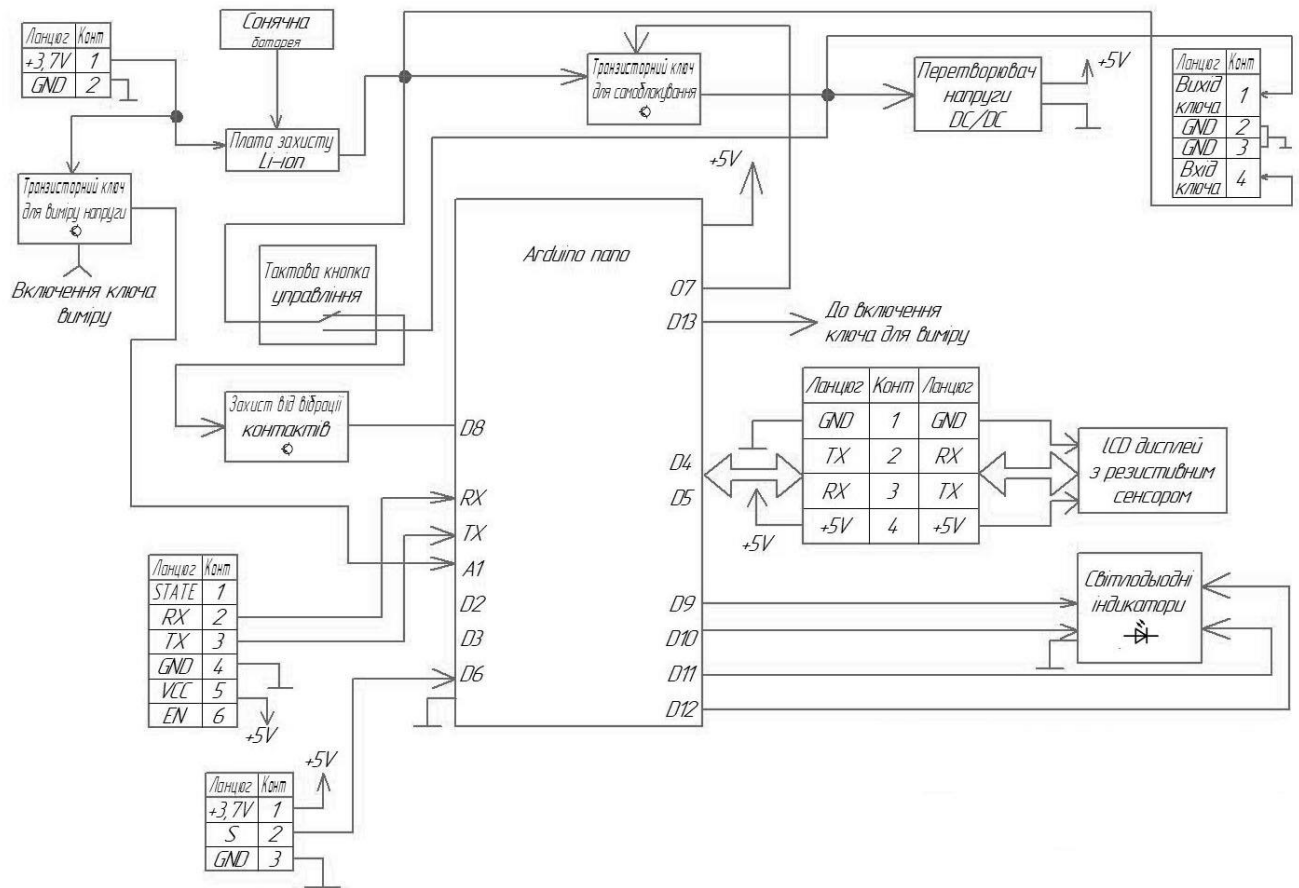 Ланцюг Конт
+3,7V 1
GND 2
Сонячна
батарея
Плата захисту
Li-ion
Транзисторний ключ
для самоблокування
Перетворювач
напруги
DC/DC
+5V
Ланцюг Конт
Вихід
ключа 1
GND 2
GND 3
Вхід
ключа 4
Транзисторний ключ
для виміру напруги
Включення ключа
виміру
Тактова кнопка
управління
Захист від вібрації
контактів
+5V
Arduino nano
O7
D13
D8
D4
D5
RX
TX
A1
D2
D3
D6
D9
D10
D11
D12
До включення
ключа для виміру
Ланцюг Конт Ланцюг
GND 1 GND
TX 2 RX
RX 3 TX
+5V 4 +5V
+5V
ICD дисплей
з резистивним
сенсором
Світлодыодні
індикатори
Ланцюг Конт
STATE 1
RX 2
TX 3
GND 4
VCC 5
EN 6
+5V
+5V
Ланцюг Конт
+3,7V 1
S 2
GND 3